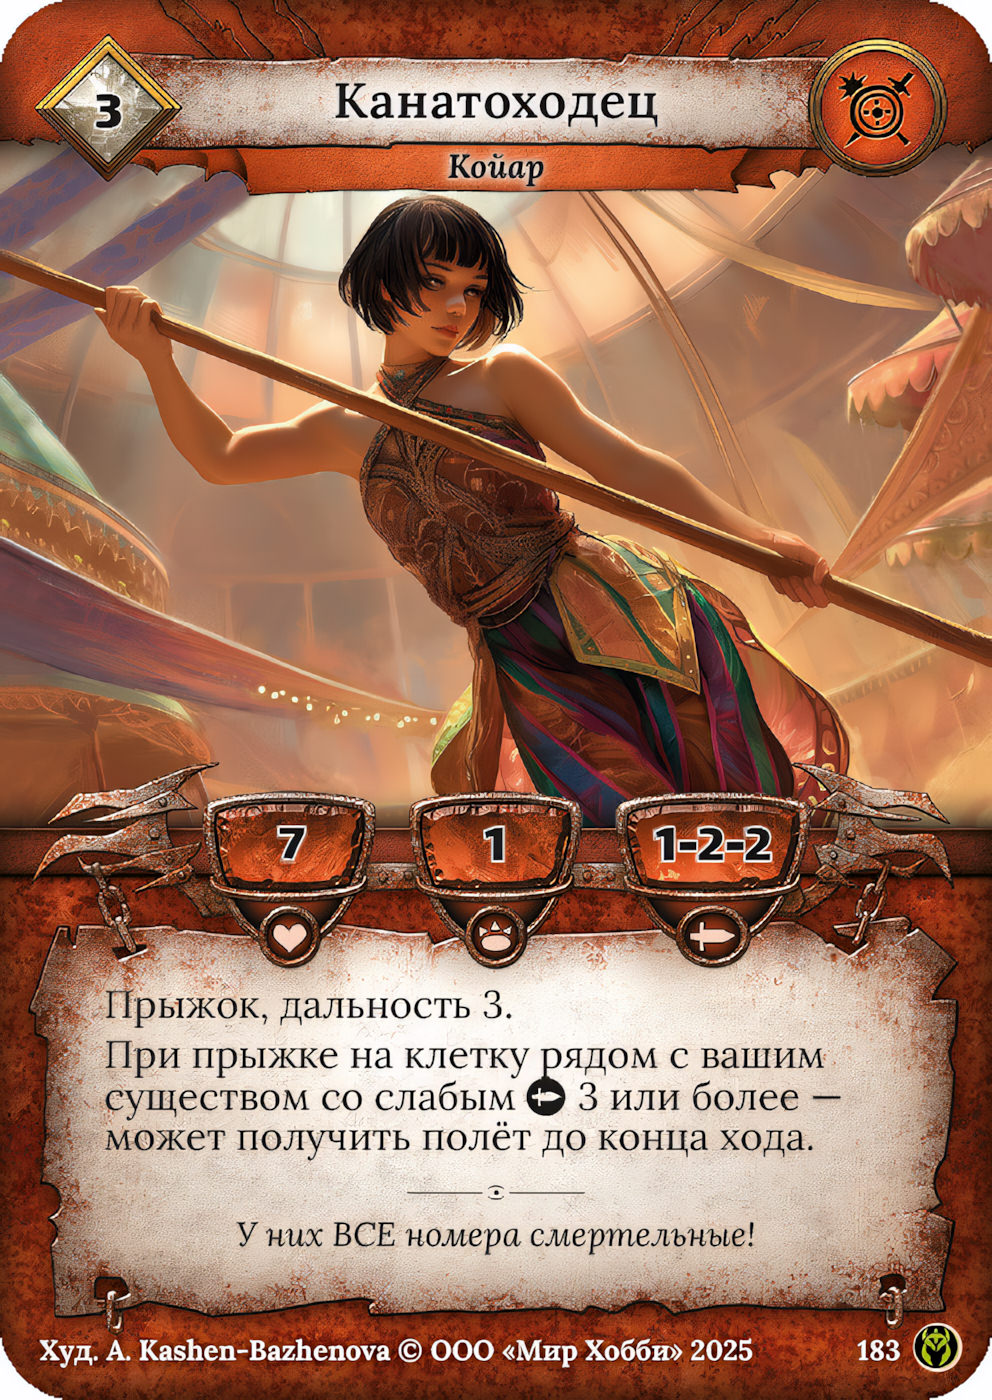 3
Канатоходец
Койар
7
1
1-2-2
Прыжок, дальность 3.
При прыжке на клетку рядом с вашим
существом со слабым 3 или более —
может получить полёт до конца хода.
У них ВСЕ номера смертельные!
Худ. А. Kashen-Bazhenova © ООО «Мир Хобби» 2025
183